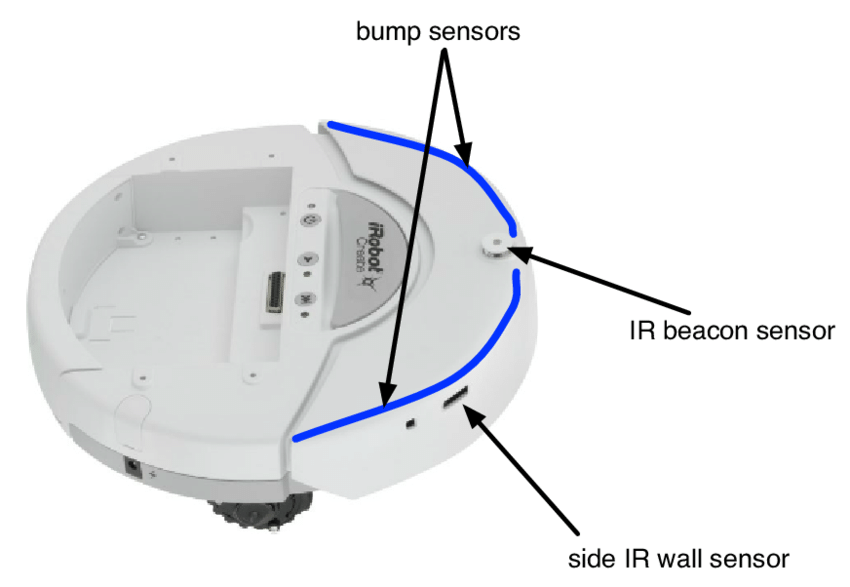 bump sensors
iRobot
Create
IR beacon sensor
side IR wall sensor